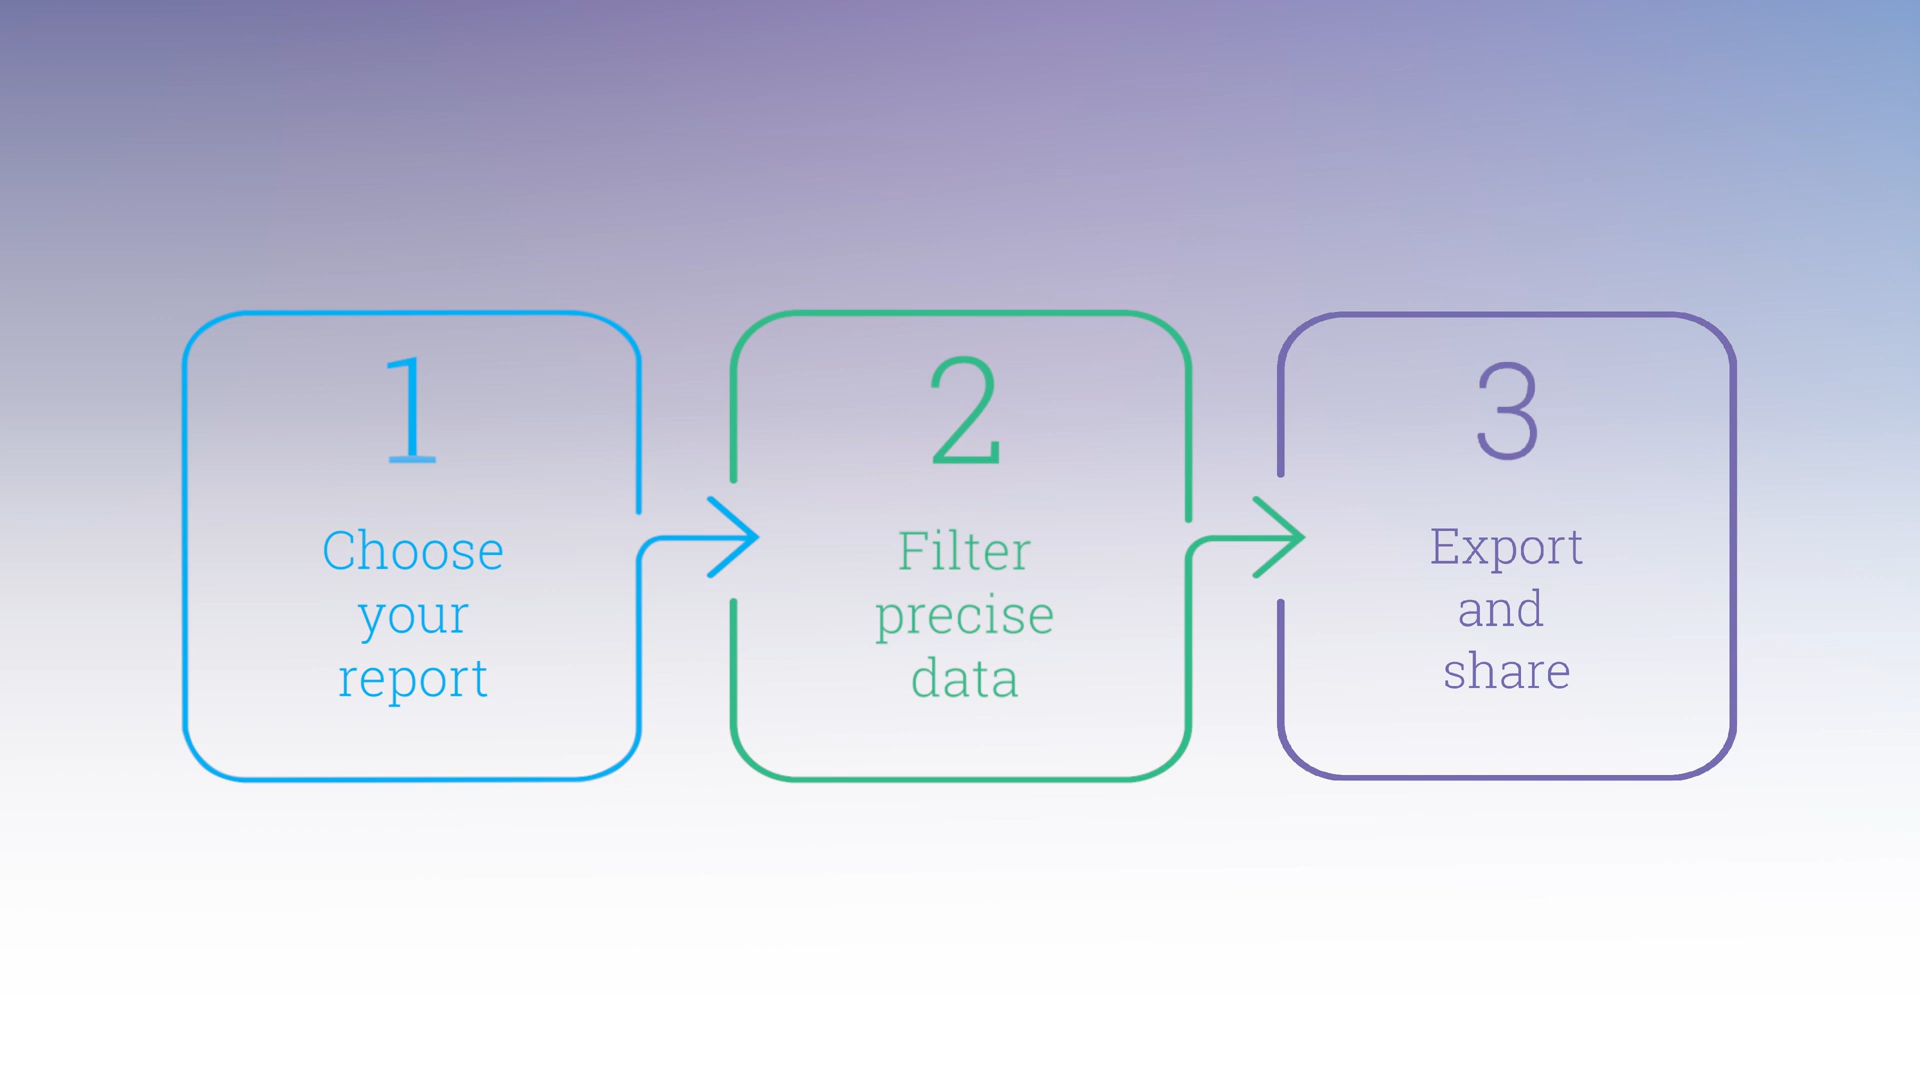 1
Choose
your
report
2
Filter
precise
data
3
Export
and
share